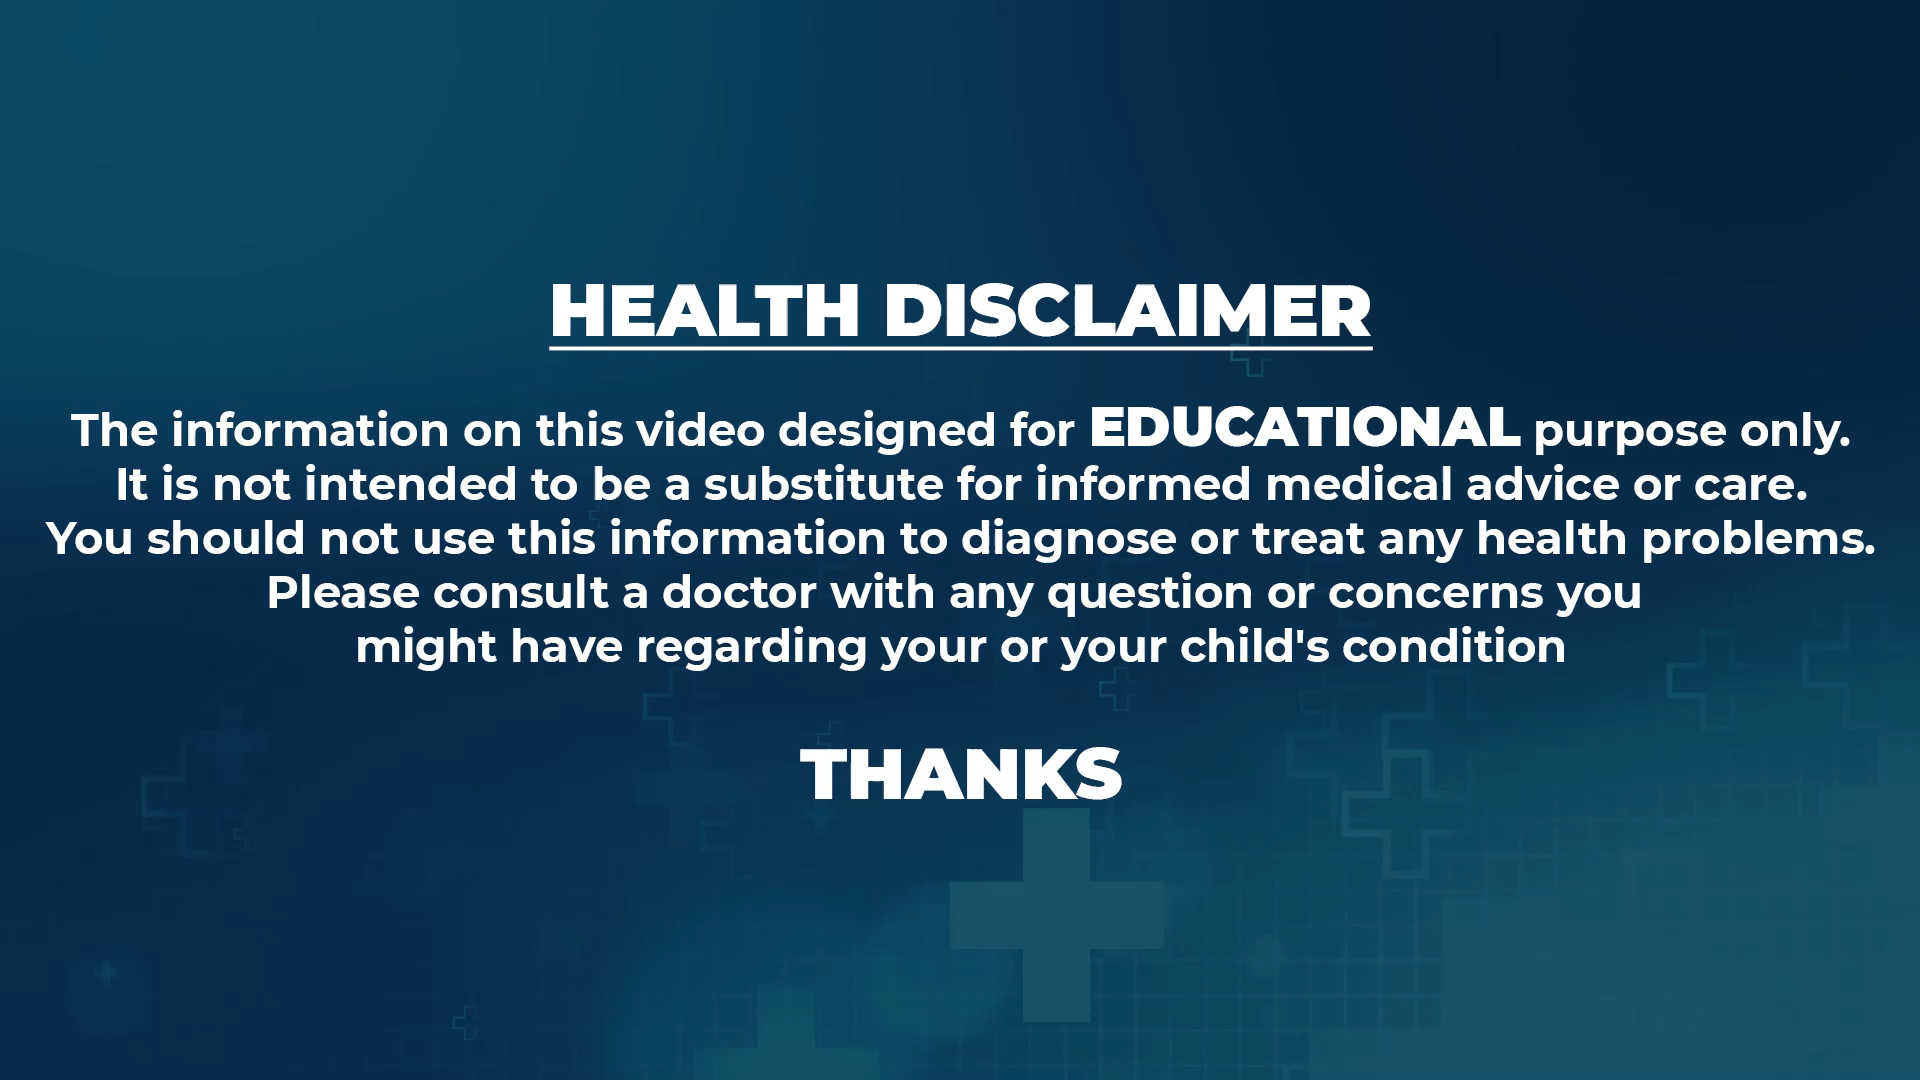 HEALTH DISCLAIMER
The information on this video designed for EDUCATIONAL purpose only.
It is not intended to be a substitute for informed medical advice or care.
You should not use this information to diagnose or treat any health problems.
Please consult a doctor with any question or concerns you
might have regarding your or your child's condition
THANKS